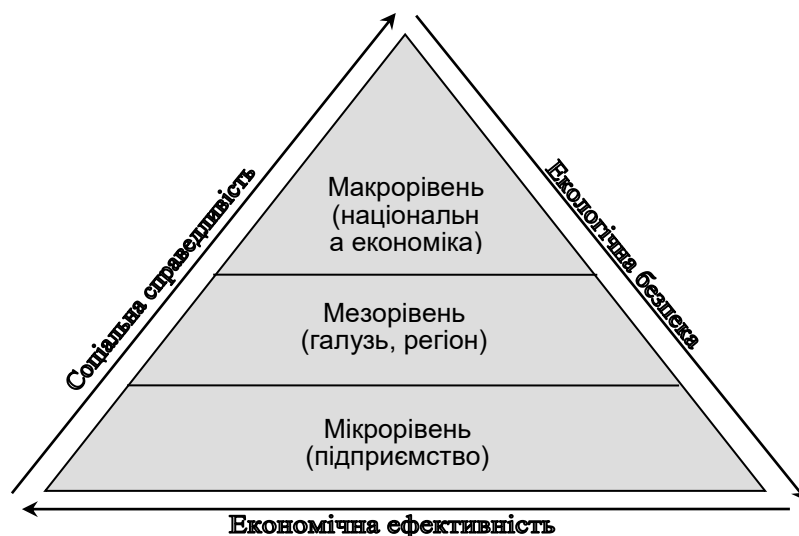 Соціальна справедливість
Екологічна безпека
Макрорівень
(національн
а економіка)
Мезорівень
(галузь, регіон)
Мікрорівень
(підприємство)
Економічна ефективність